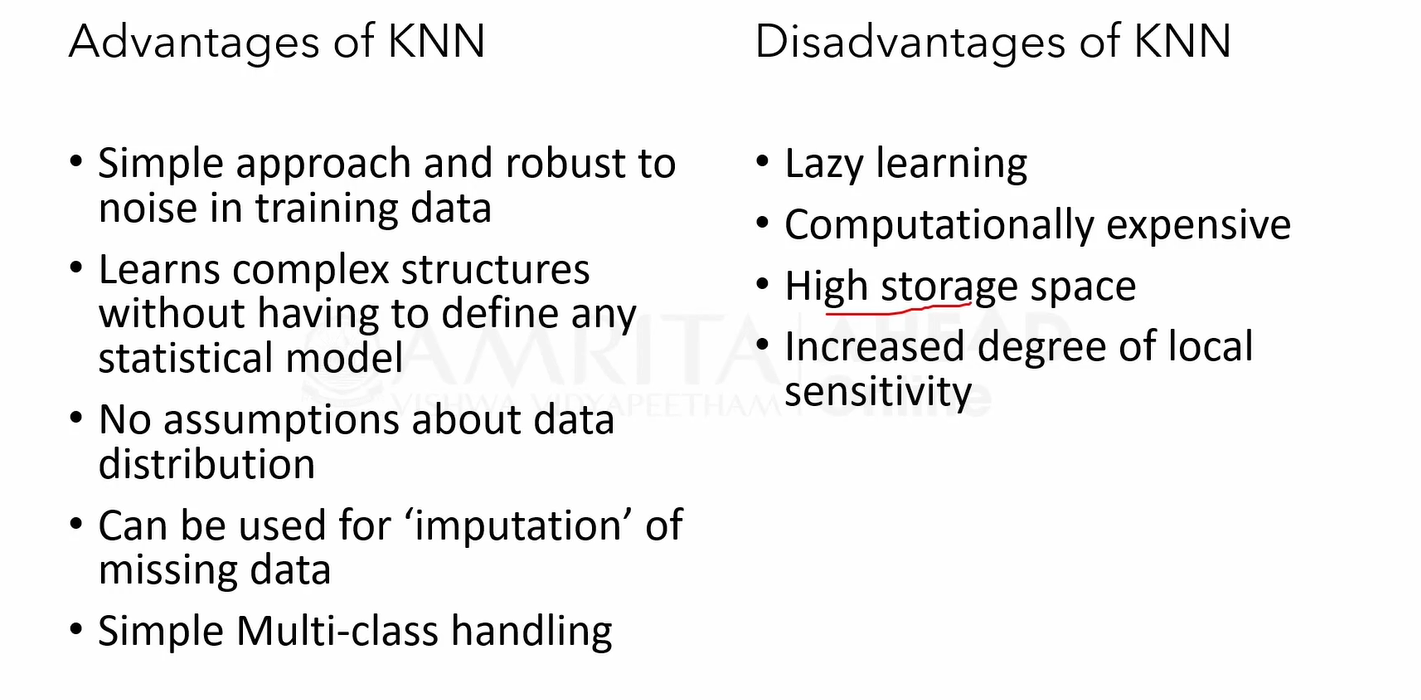 Advantages of KNN
• Simple approach and robust to
noise in training data
• Learns complex structures
without having to define any
statistical model
• No assumptions about data
distribution
• Can be used for ‘imputation’ of
missing data
• Simple Multi-class handling
Disadvantages of KNN
• Lazy learning
• Computationally expensive
• High storage space
• Increased degree of local
sensitivity
AMRITA
VISHWA VIDYAPEETHAM
AHEAD
Online